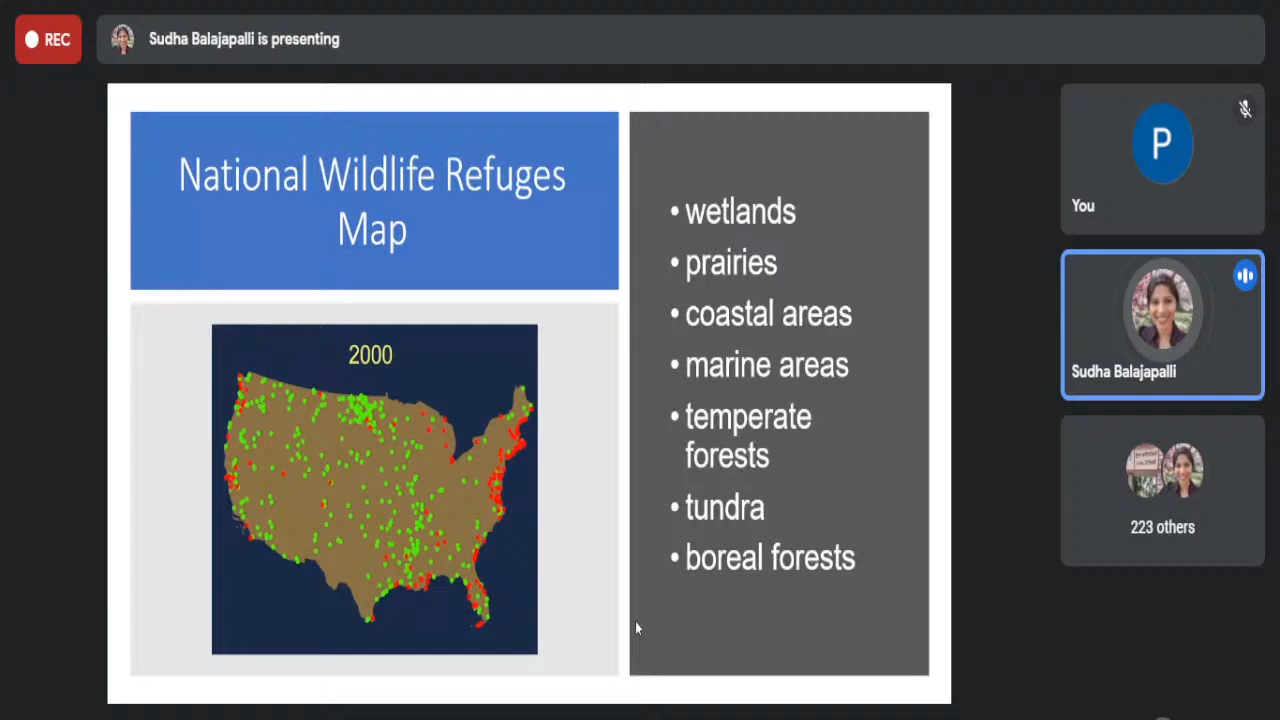 REC
Sudha Balajapalli is presenting
National Wildlife Refuges
Map
2000
• wetlands
• prairies
• coastal areas
• marine areas
• temperate
forests
• tundra
• boreal forests
P
You
Sudha Balajapalli
223 others